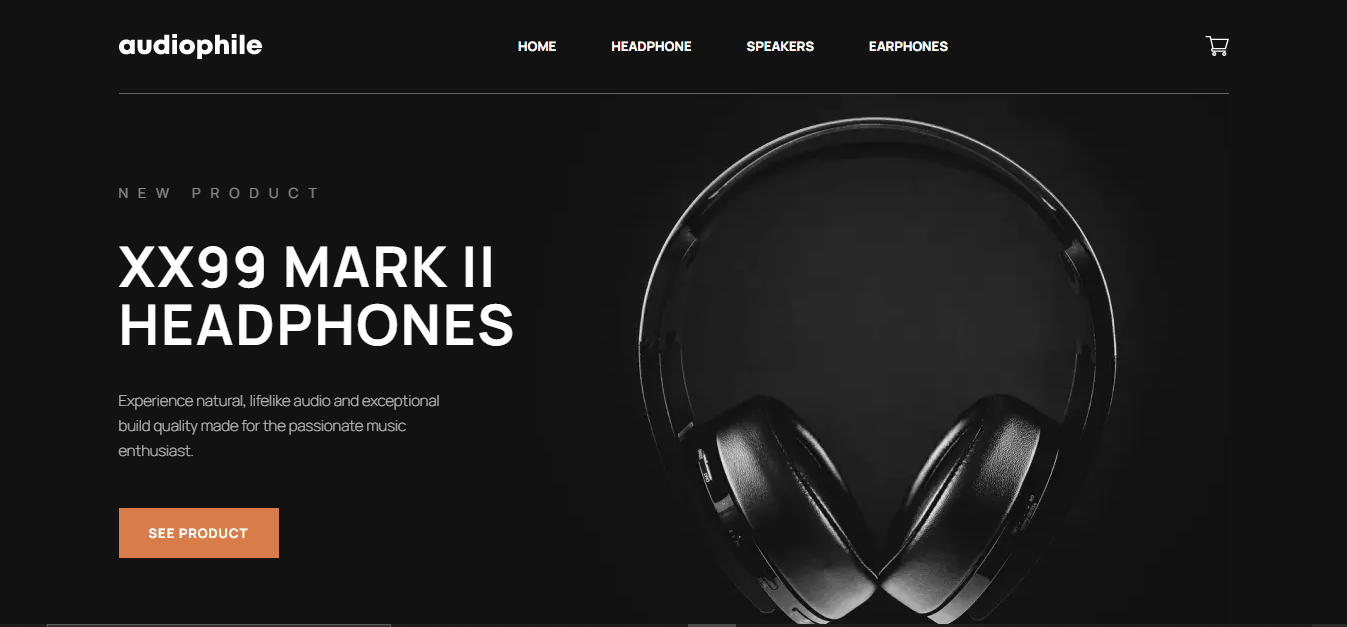 audiophile
HOME
HEADPHONE
SPEAKERS
EARPHONES
NEW PRODUCT
XX99 MARK II
HEADPHONES
Experience natural, lifelike audio and exceptional
build quality made for the passionate music
enthusiast.
SEE PRODUCT